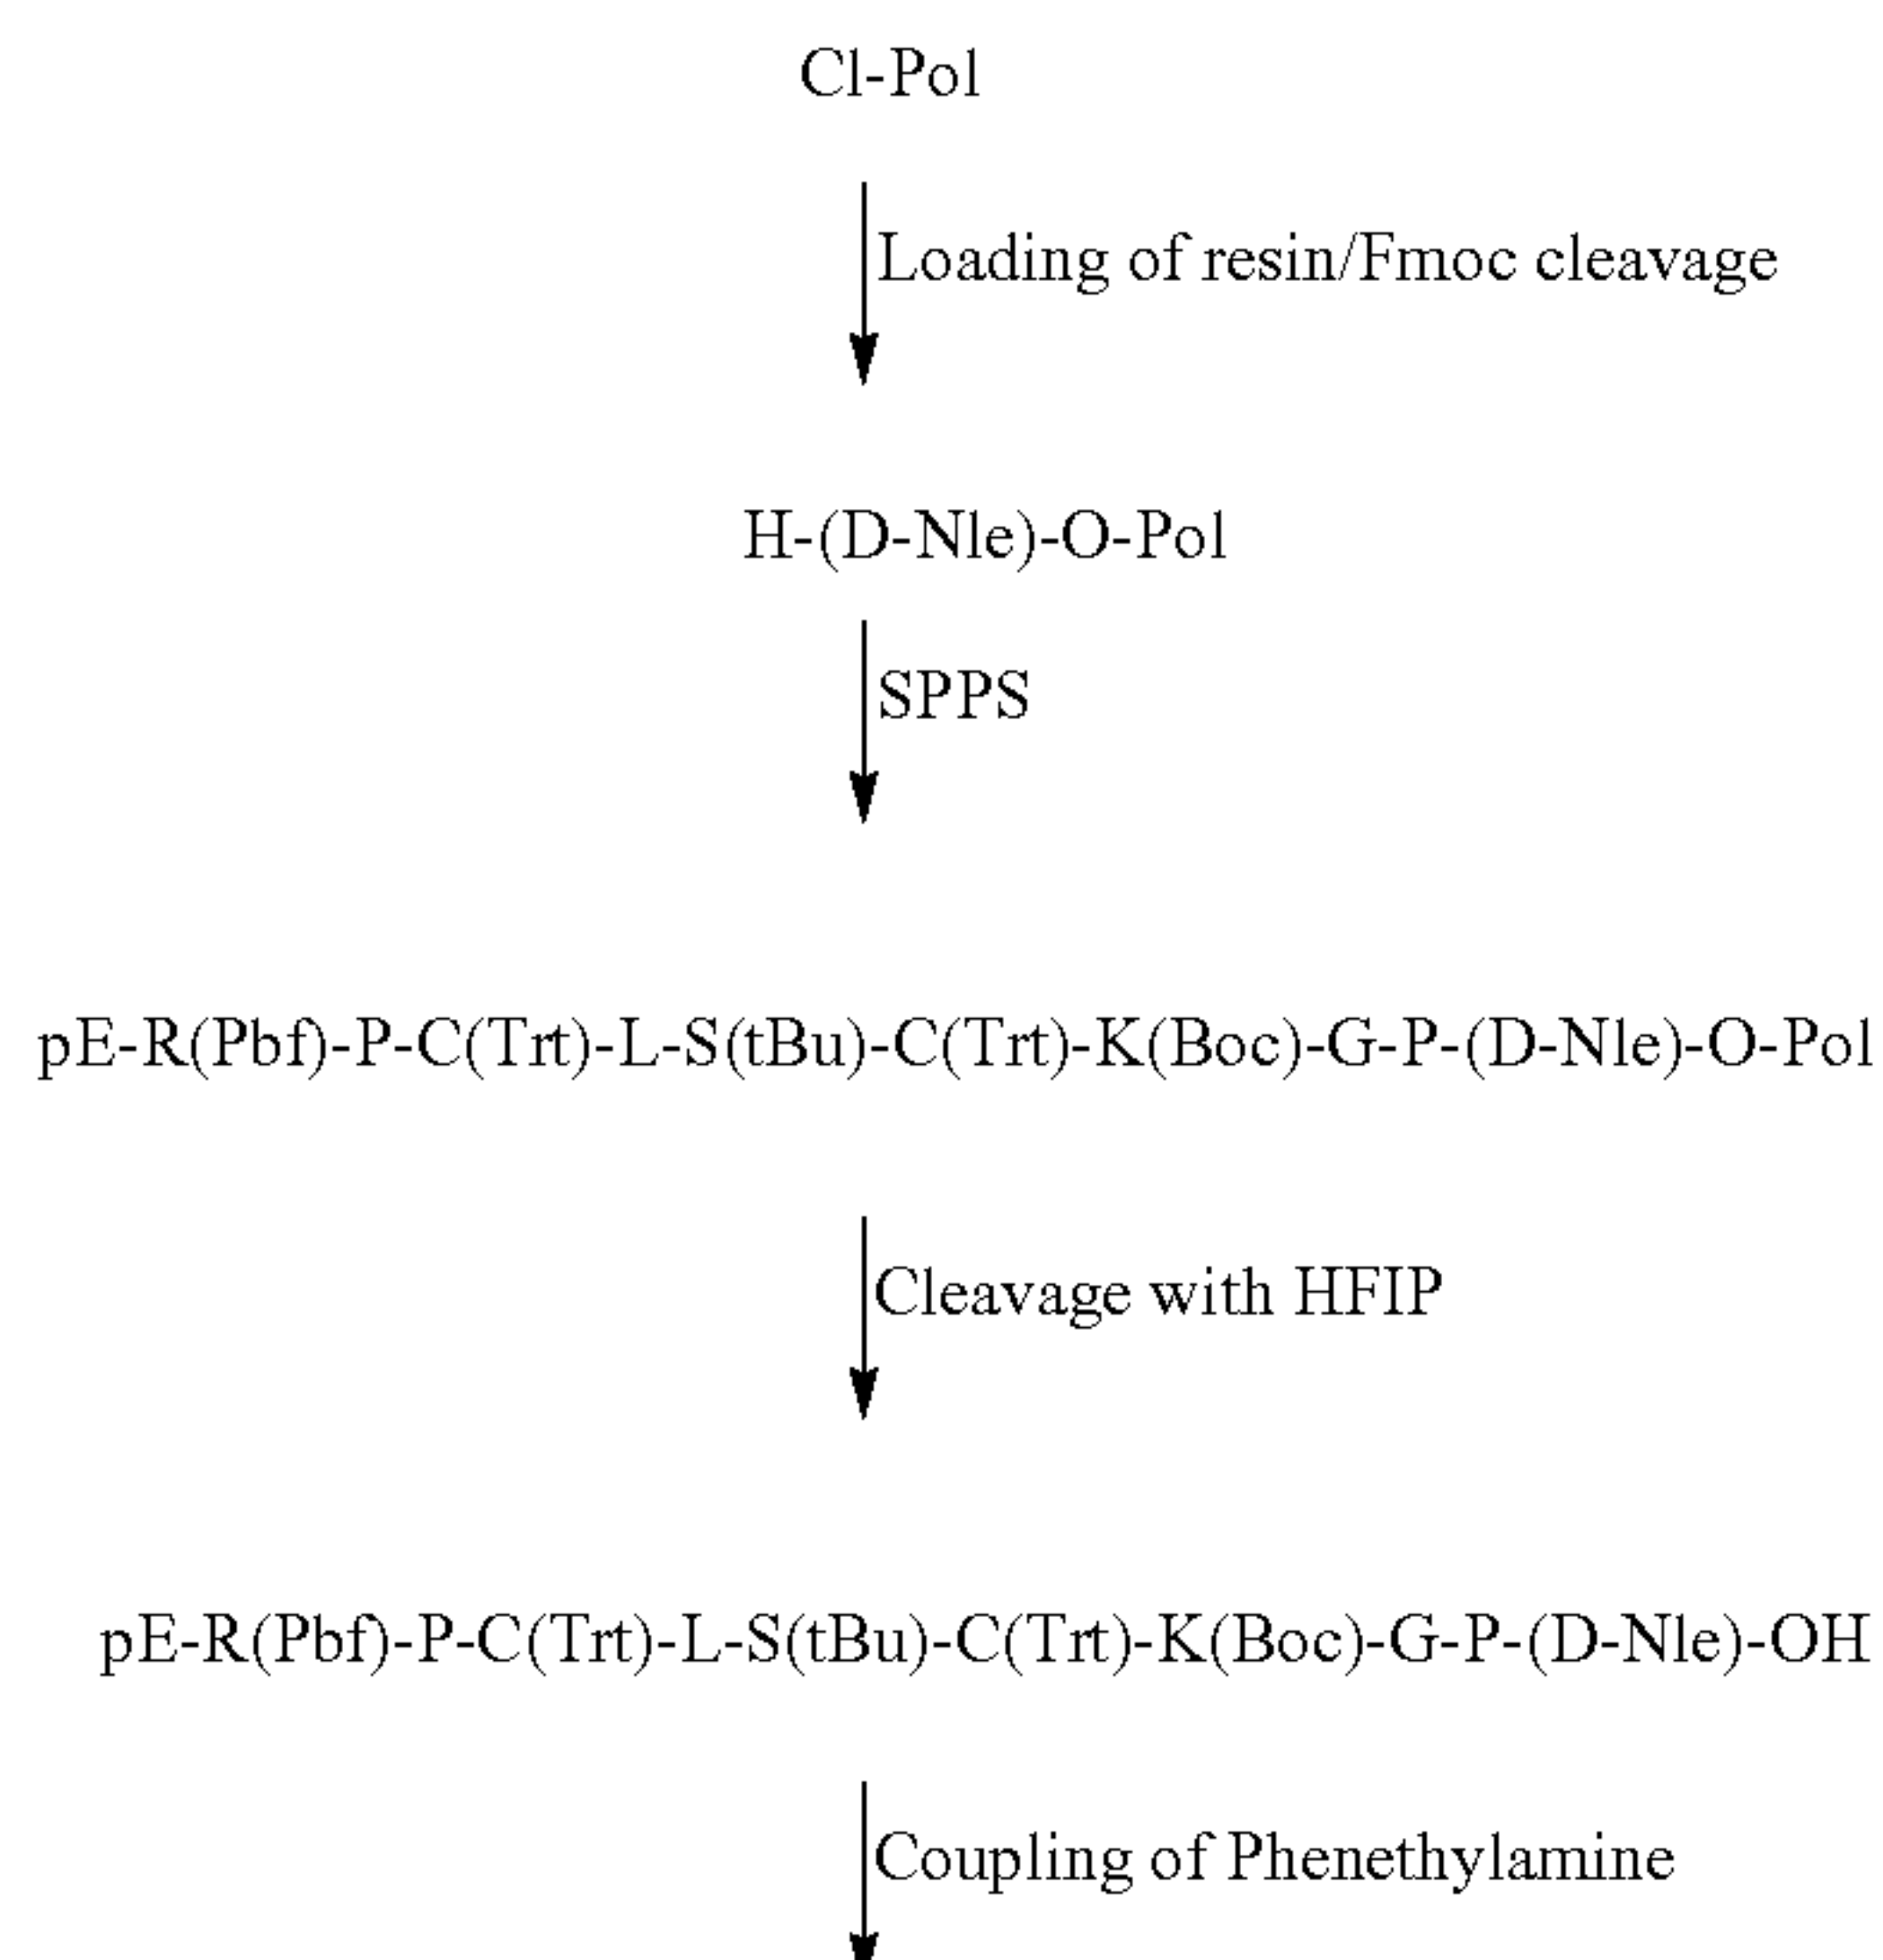 Cl-Pol
Loading of resin/Fmoc cleavage
H-(D-Nle)-O-Pol
SPPS
pE-R(Pbf)-P-C(Trt)-L-S(tBu)-C(Trt)-K(Boc)-G-P-(D-Nle)-O-Pol
Cleavage with HFIP
pE-R(Pbf)-P-C(Trt)-L-S(tBu)-C(Trt)-K(Boc)-G-P-(D-Nle)-OH
Coupling of Phenethylamine